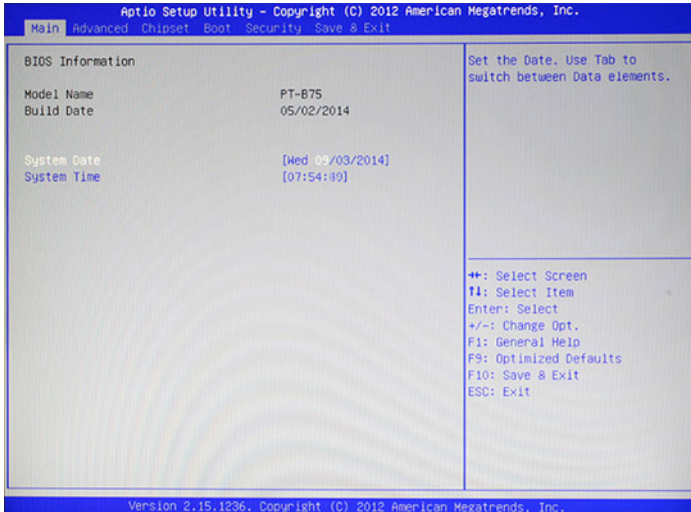 Aptio Setup Utility - Copyright (C) 2012 American Megatrends, Inc.
Main Advanced Chipset Boot Security Save & Exit
BIOS Information
Model Name PT-B75
Build Date 05/02/2014
System Date [Wed 09/03/2014]
System Time
Set the Date. Use Tab to
switch between Data elements.
: Select Screen
↑↓: Select Item
Enter: Select
+/-: Change Opt.
F1: General Help
F9: Optimized Defaults
F10: Save & Exit
ESC: Exit
Version 2.15.1236. Copyright (C) 2012 American Megatrends, Inc.